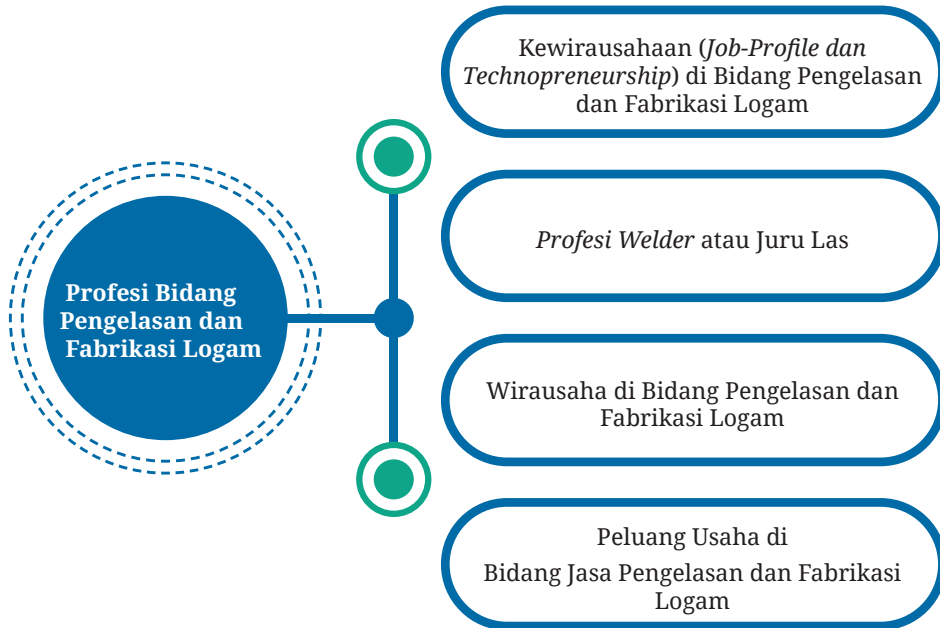 Kewirausahaan (Job-Profile dan
Technopreneurship) di Bidang Pengelasan
dan Fabrikasi Logam
Profesi Welder atau Juru Las
Profesi Bidang
Pengelasan dan
Fabrikasi Logam
Wirausaha di Bidang Pengelasan dan
Fabrikasi Logam
Peluang Usaha di
Bidang Jasa Pengelasan dan Fabrikasi
Logam